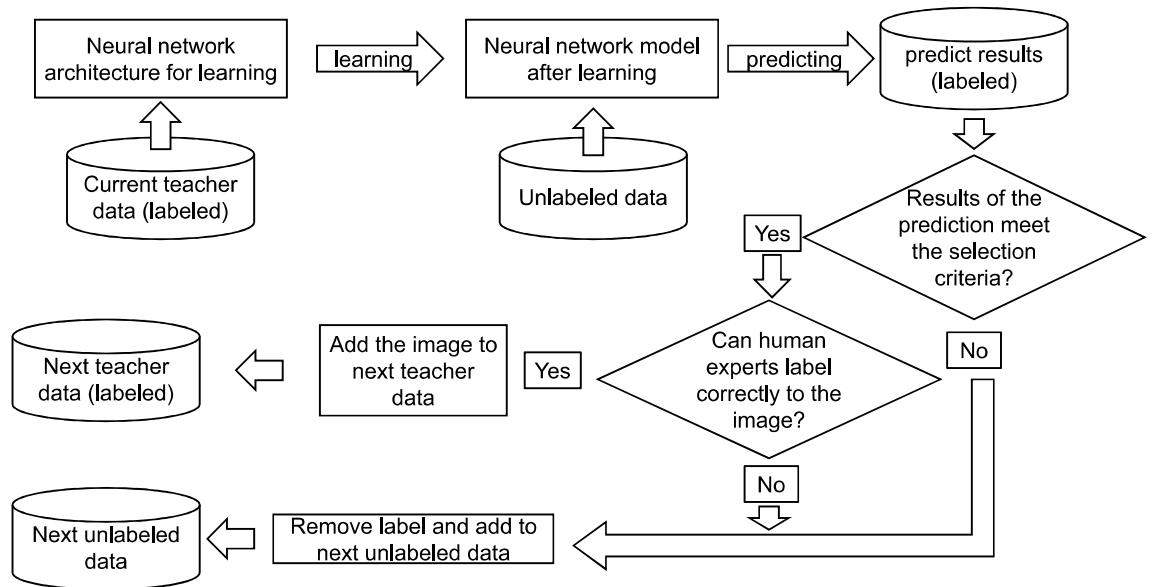 Neural network
architecture for learning
learning
Neural network model
after learning
predicting
predict results
(labeled)
Current teacher
data (labeled)
Unlabeled data
Results of the
prediction meet
the selection
criteria?
Yes
No
Can human
experts label
correctly to the
image?
Yes
Add the image to
next teacher
data
Next teacher
data (labeled)
No
Remove label and add to
next unlabeled data
Next unlabeled
data